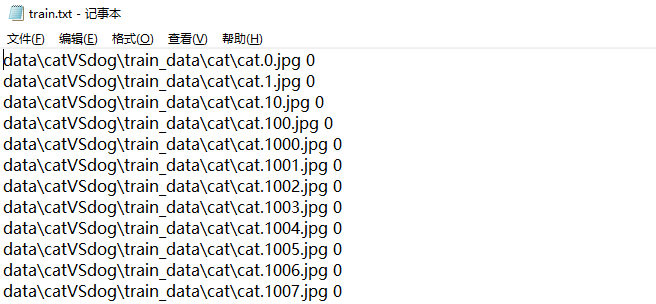 train.txt - 记事本
文件(F) 编辑(E) 格式(O) 查看(V) 帮助(H)
data\catVSdog\train_data\cat\cat.0.jpg 0
data\catVSdog\train_data\cat\cat.1.jpg 0
data\catVSdog\train_data\cat\cat.10.jpg 0
data\catVSdog\train_data\cat\cat.100.jpg 0
data\catVSdog\train_data\cat\cat.1000.jpg 0
data\catVSdog\train_data\cat\cat.1001.jpg 0
data\catVSdog\train_data\cat\cat.1002.jpg 0
data\catVSdog\train_data\cat\cat.1003.jpg 0
data\catVSdog\train_data\cat\cat.1004.jpg 0
data\catVSdog\train_data\cat\cat.1005.jpg 0
data\catVSdog\train_data\cat\cat.1006.jpg 0
data\catVSdog\train_data\cat\cat.1007.jpg 0